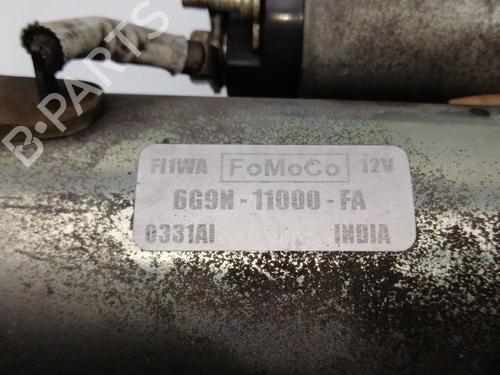 B-PARTS
FI1WA FoMoCo 12V
6G9N - 11000 - FA
0331AI INDIA